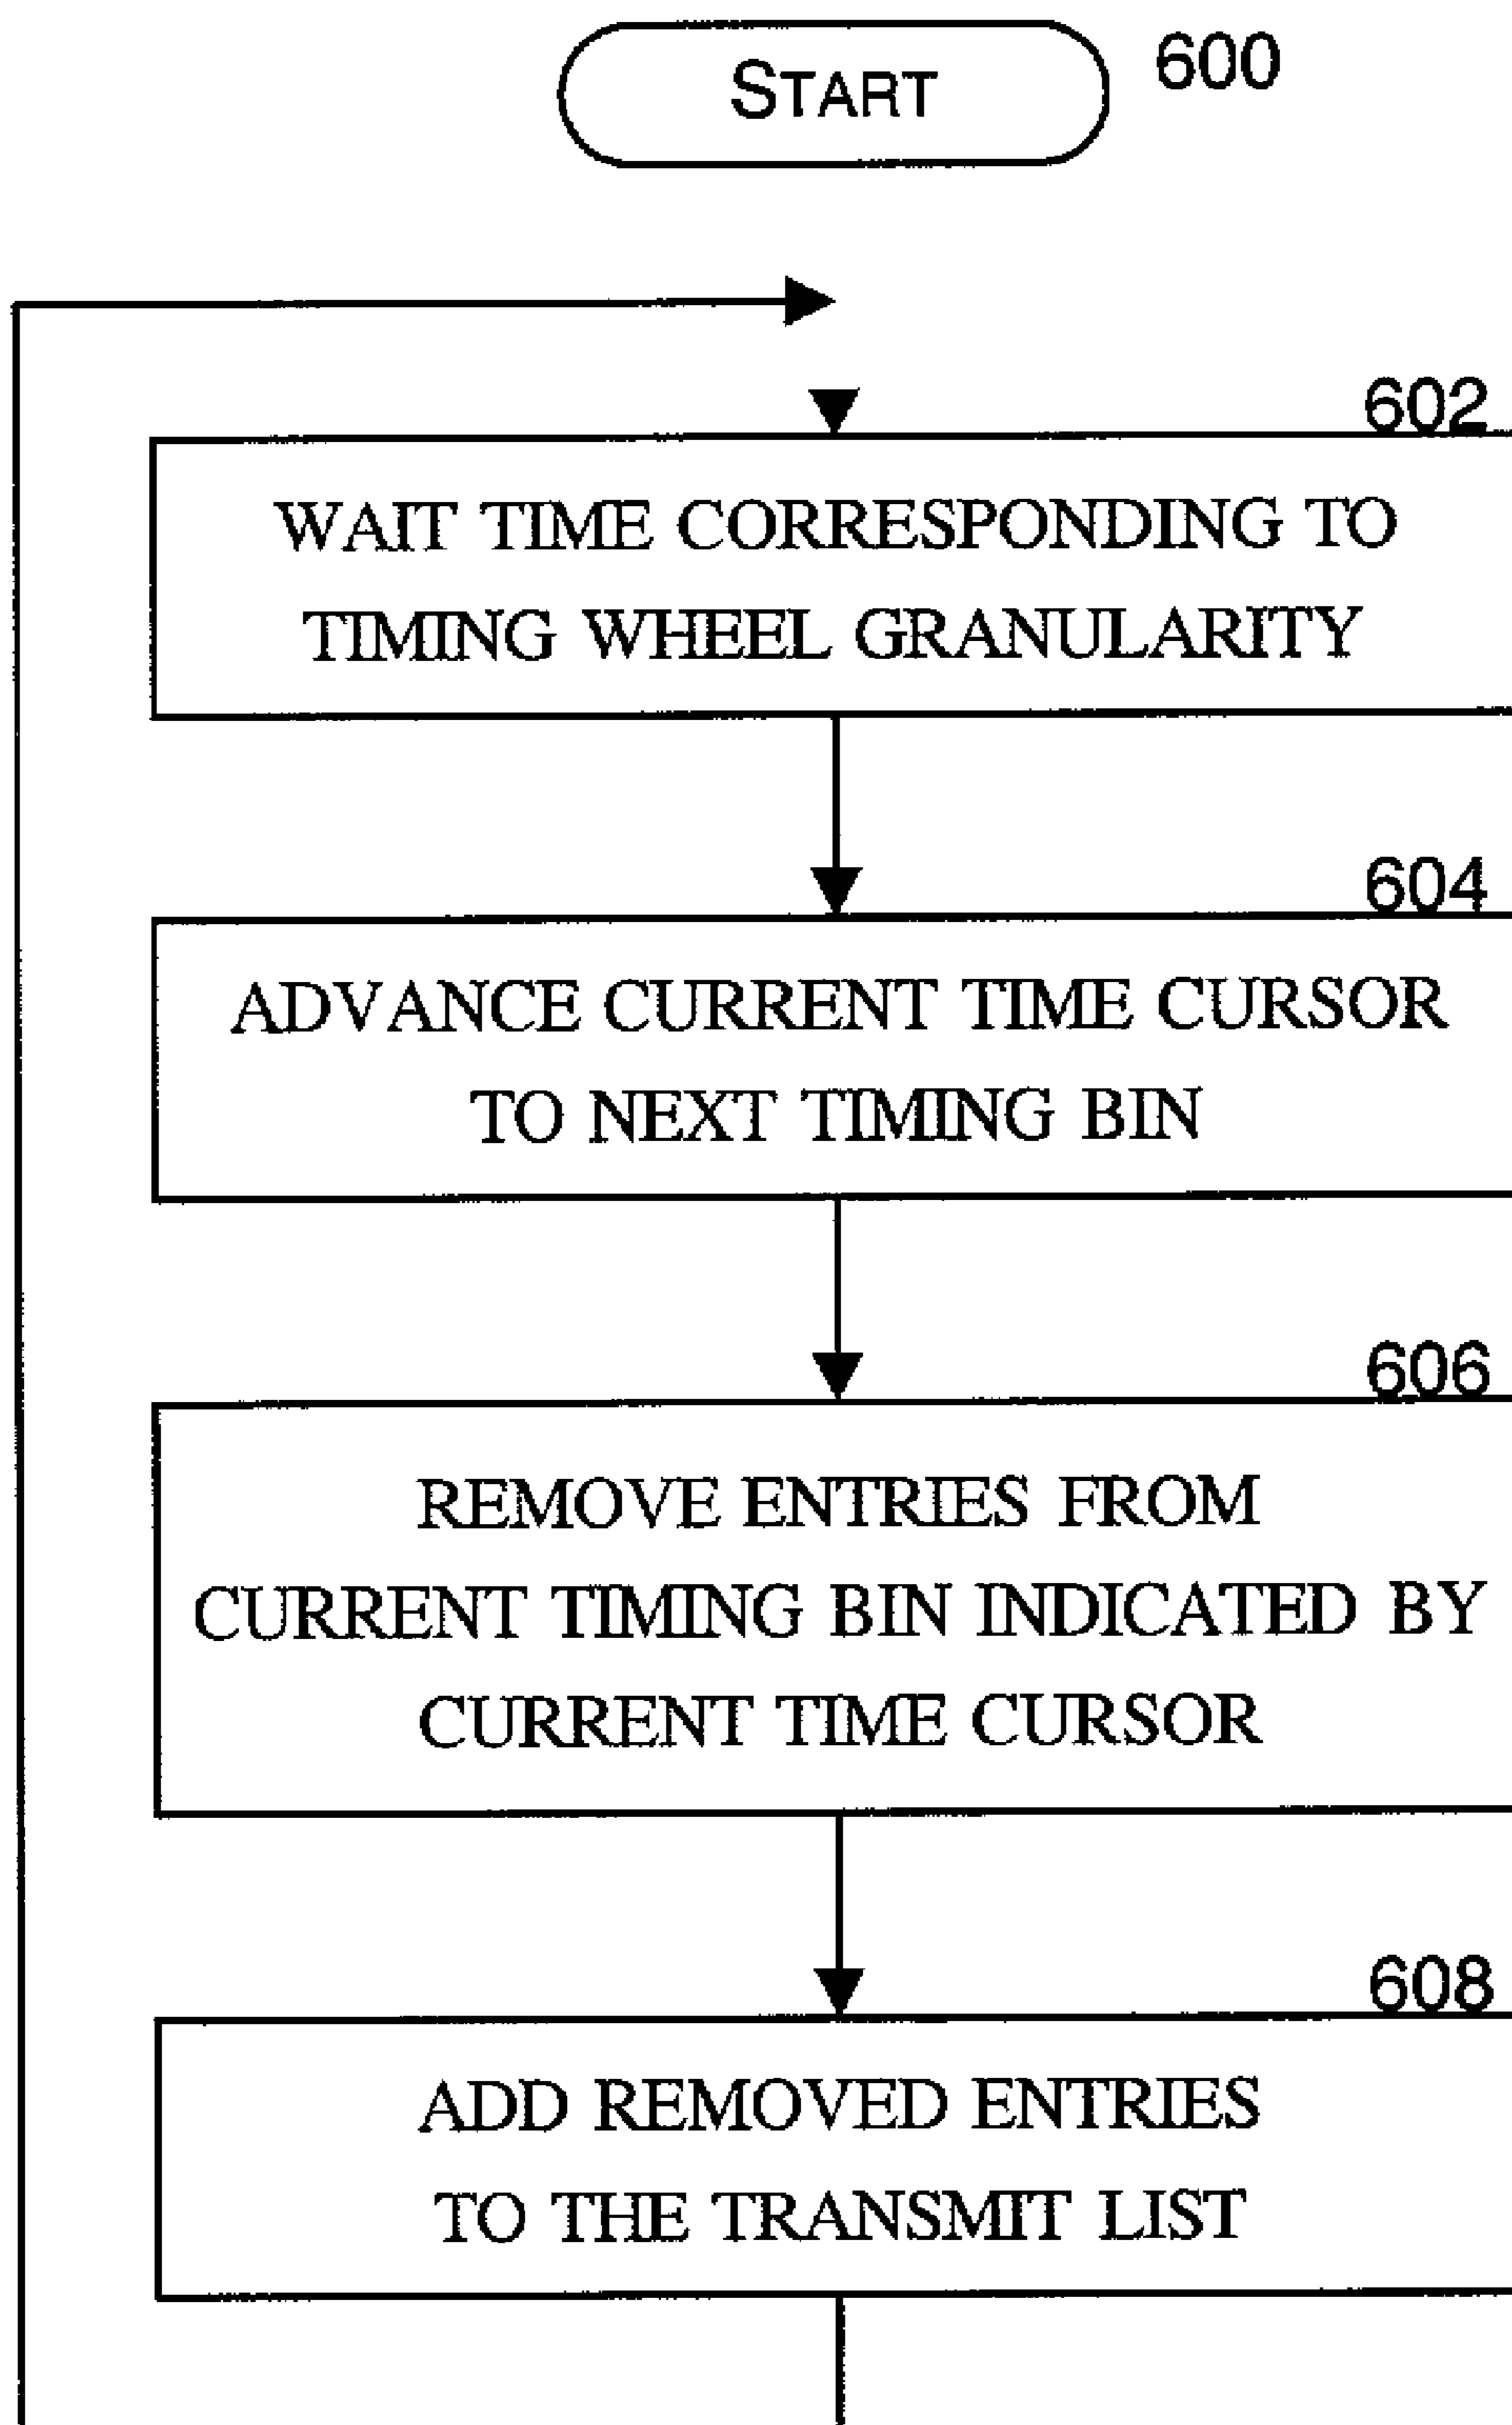 START 600
602
WAIT TIME CORRESPONDING TO
TIMING WHEEL GRANULARITY
604
ADVANCE CURRENT TIME CURSOR
TO NEXT TIMING BIN
606
REMOVE ENTRIES FROM
CURRENT TIMING BIN INDICATED BY
CURRENT TIME CURSOR
608
ADD REMOVED ENTRIES
TO THE TRANSMIT LIST